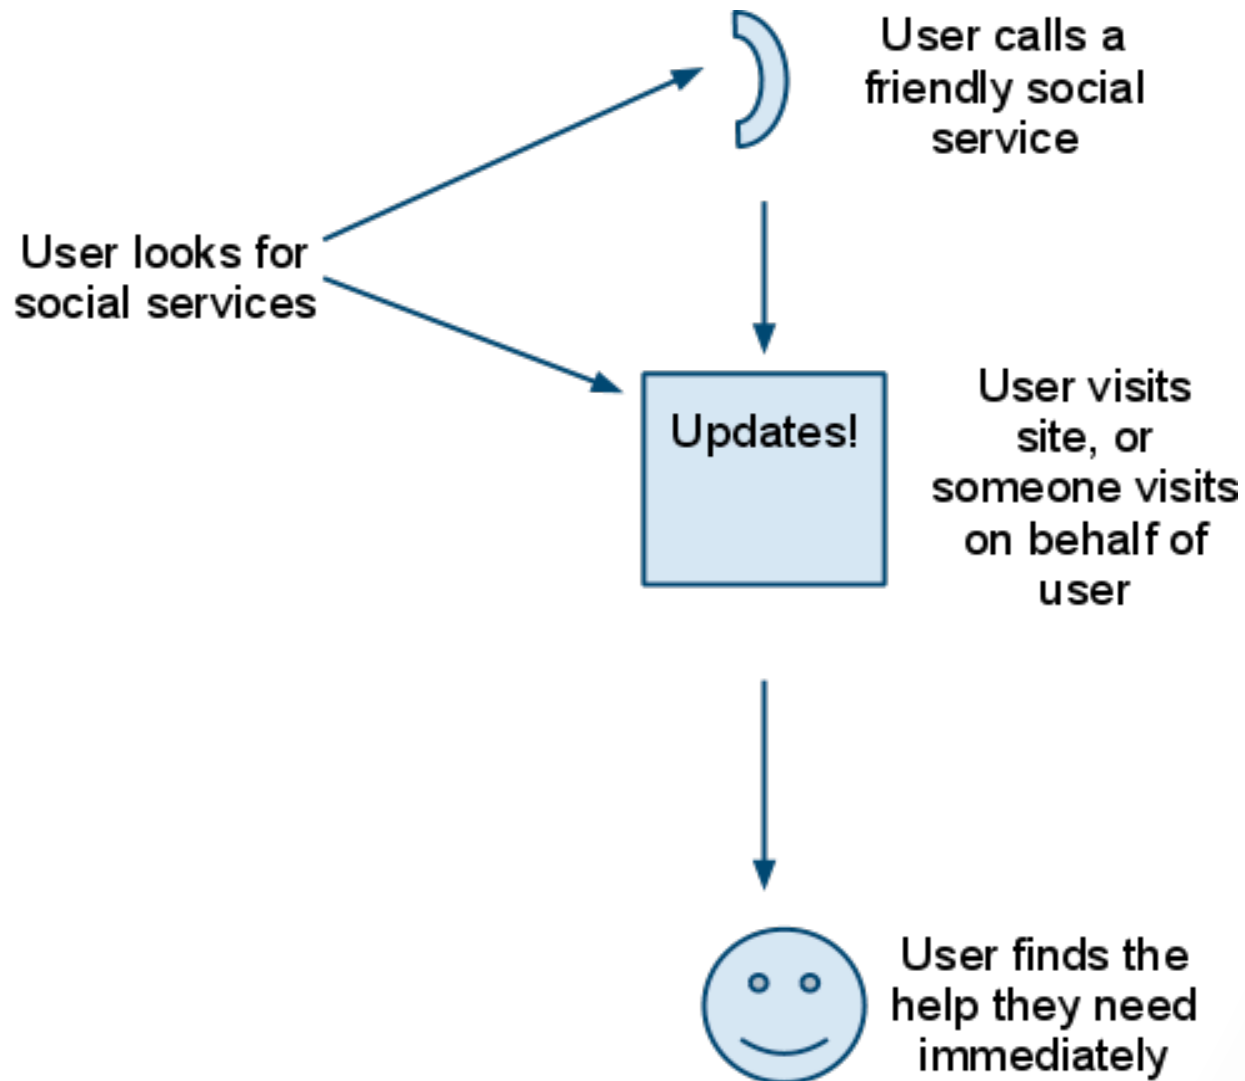 User calls a
friendly social
service
User looks for
social services
Updates!
User visits
site, or
someone visits
on behalf of
user
User finds the
help they need
immediately